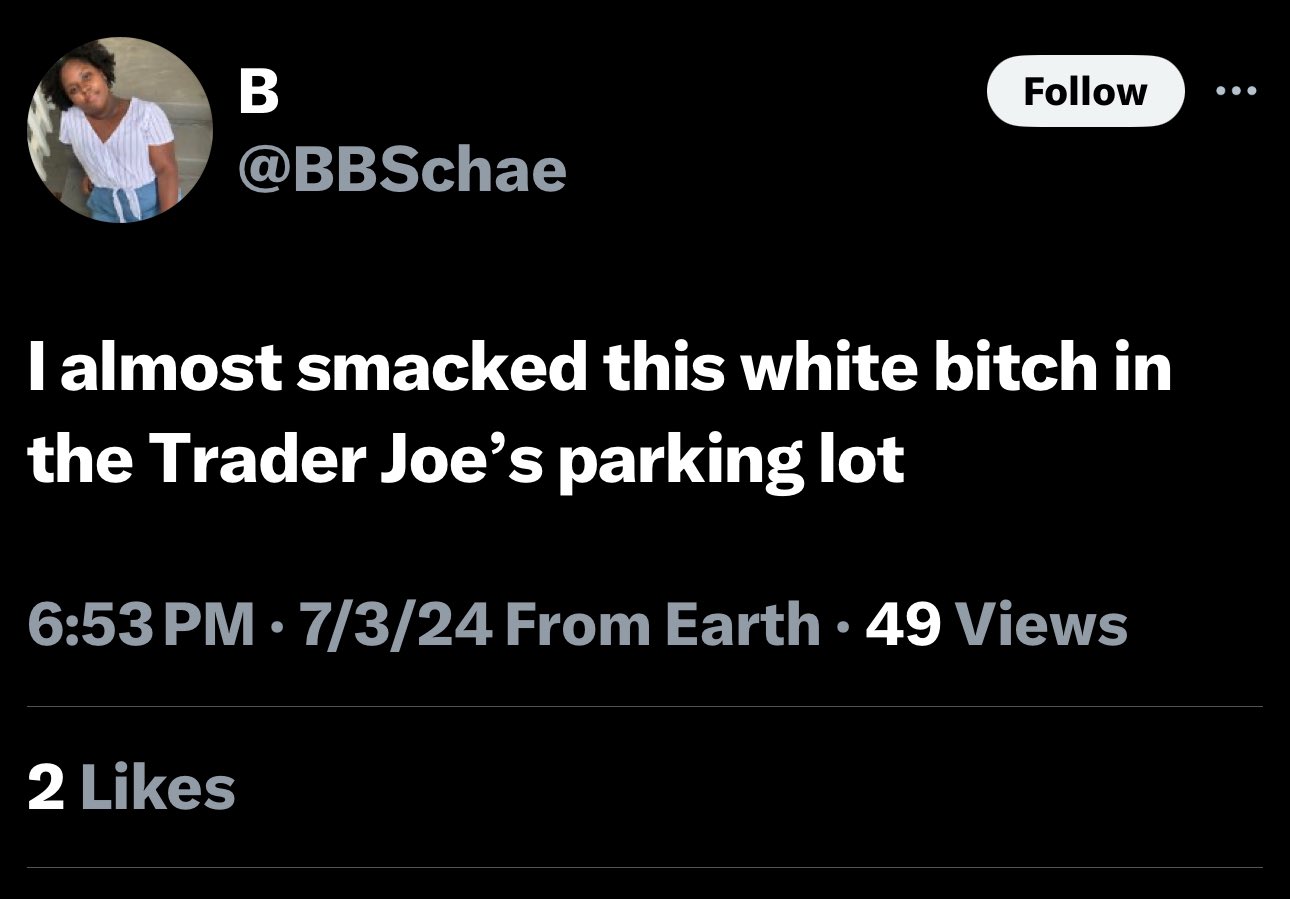 B
Follow
@BBSchae
I almost smacked this white bitch in
the Trader Joe’s parking lot
6:53 PM · 7/3/24 From Earth · 49 Views
2 Likes